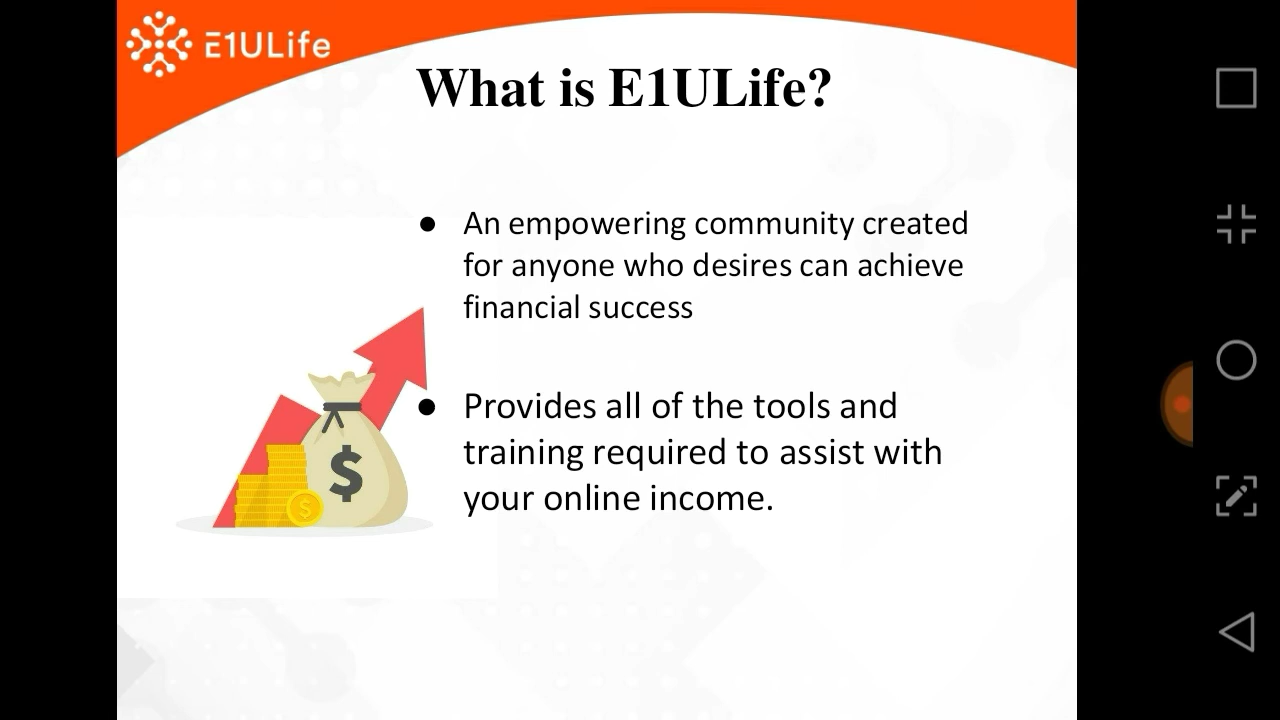 E1ULife
What is E1ULife?
● An empowering community created
for anyone who desires can achieve
financial success
● Provides all of the tools and
training required to assist with
your online income.
$
$